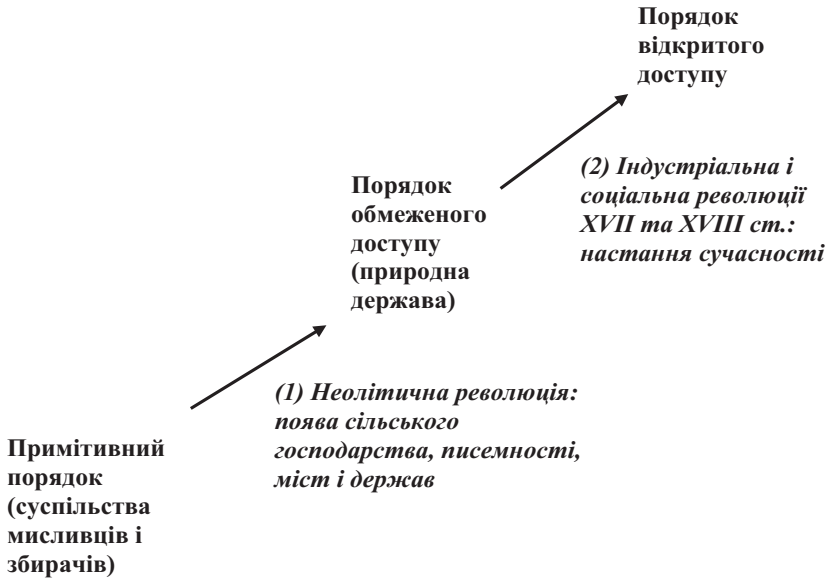 Порядок
відкритого
доступу
(2) Індустріальна і
соціальна революції
XVII та XVIII ст.:
настання сучасності
Порядок
обмеженого
доступу
(природна
держава)
(1) Неолітична революція:
поява сільського
господарства, писемності,
міст і держав
Примітивний
порядок
(суспільства
мисливців і
збирачів)